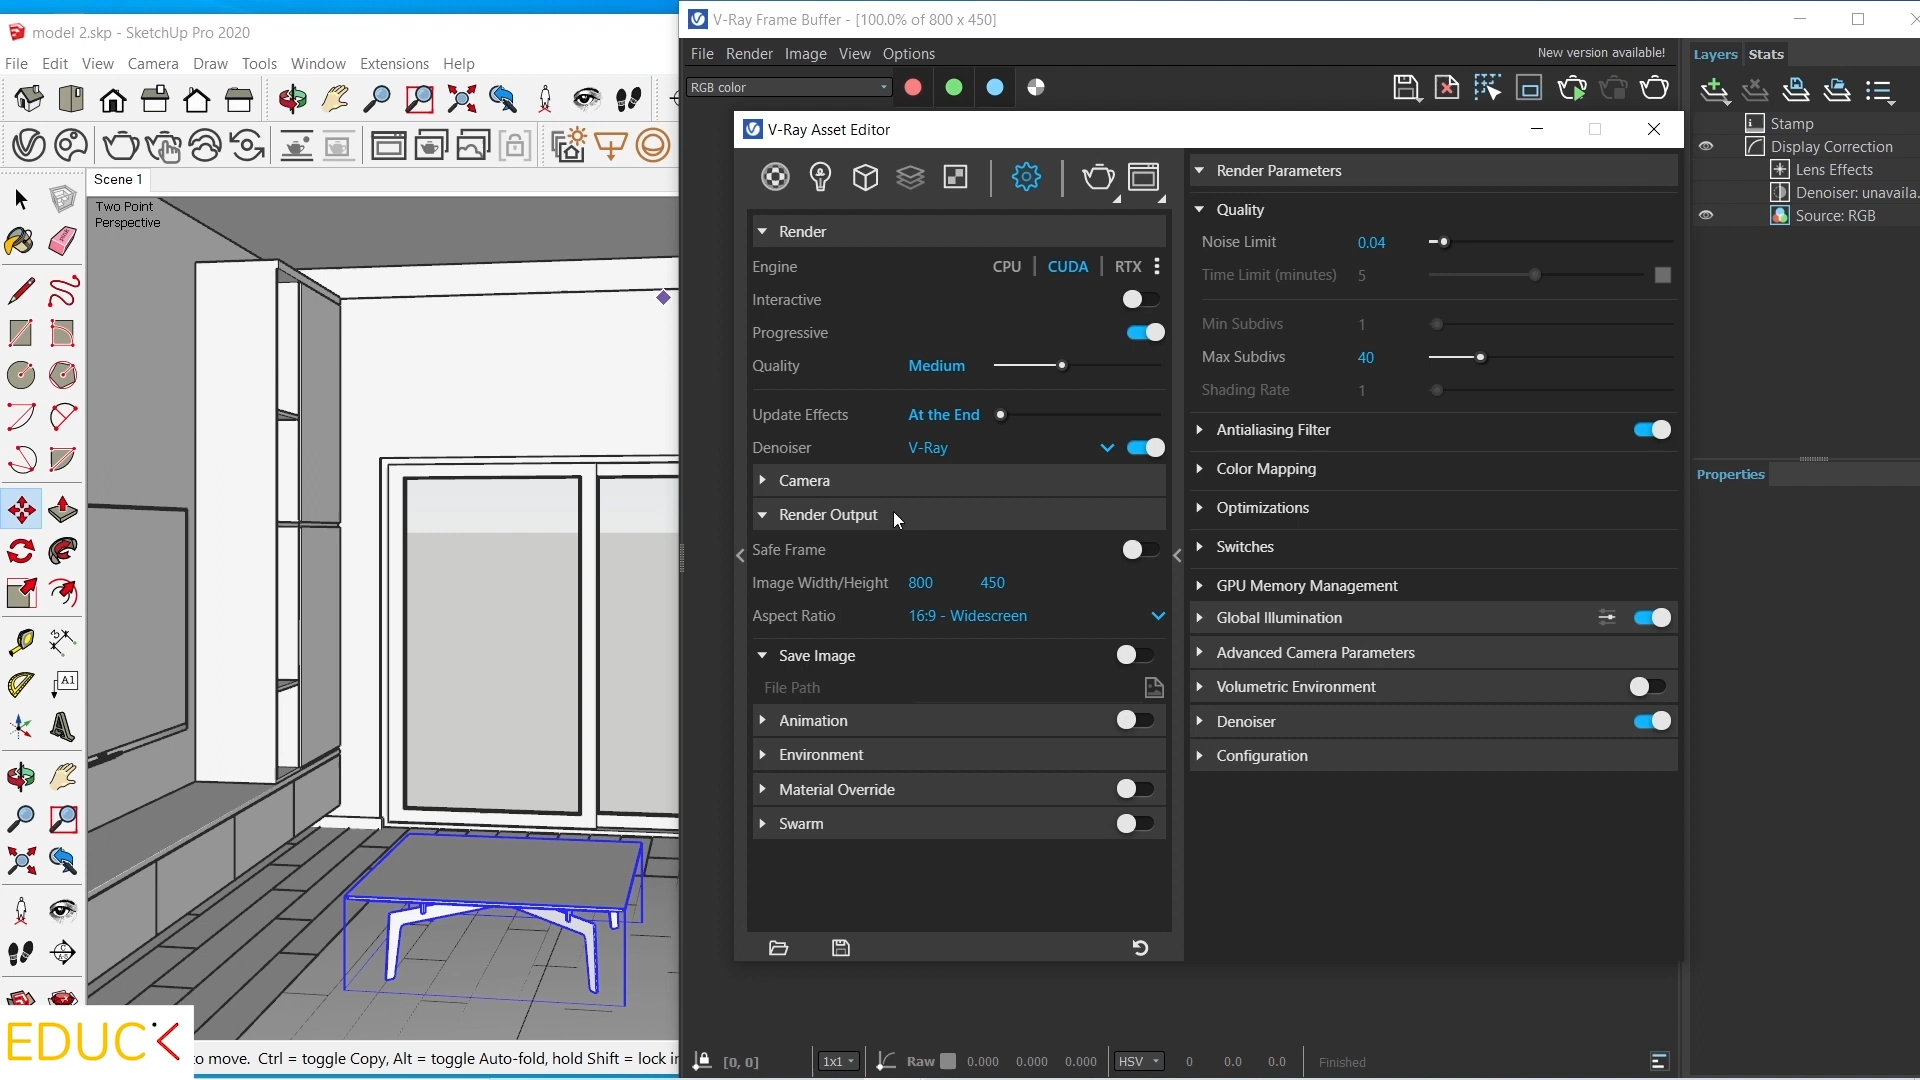 model 2.skp - SketchUp Pro 2020
File Edit View Camera Draw Tools Window Extensions Help
Scene 1
Two Point
Perspective
A1
EDUCK
to move. Ctrl = toggle Copy, Alt = toggle Auto-fold, hold Shift = lock in
V-Ray Frame Buffer - [100.0% of 800 x 450]
File Render Image View Options
New version available!
RGB color
V-Ray Asset Editor
Render
Engine CPU CUDA RTX
Interactive
Progressive
Quality Medium
Update Effects At the End
Denoiser V-Ray
Camera
Render Output
Safe Frame
Image Width/Height 800 450
Aspect Ratio 16:9 - Widescreen
Save Image
File Path
Animation
Environment
Material Override
Swarm
Render Parameters
Quality
Noise Limit 0.04
Time Limit (minutes) 5
Min Subdivs 1
Max Subdivs 40
Shading Rate 1
Antialiasing Filter
Color Mapping
Optimizations
Switches
GPU Memory Management
Global Illumination
Advanced Camera Parameters
Volumetric Environment
Denoiser
Configuration
Layers Stats
Stamp
Display Correction
Lens Effects
Denoiser: unavaila...
Source: RGB
Properties
[0, 0] 1x1 Raw 0.000 0.000 0.000 HSV 0 0.0 0.0 Finished